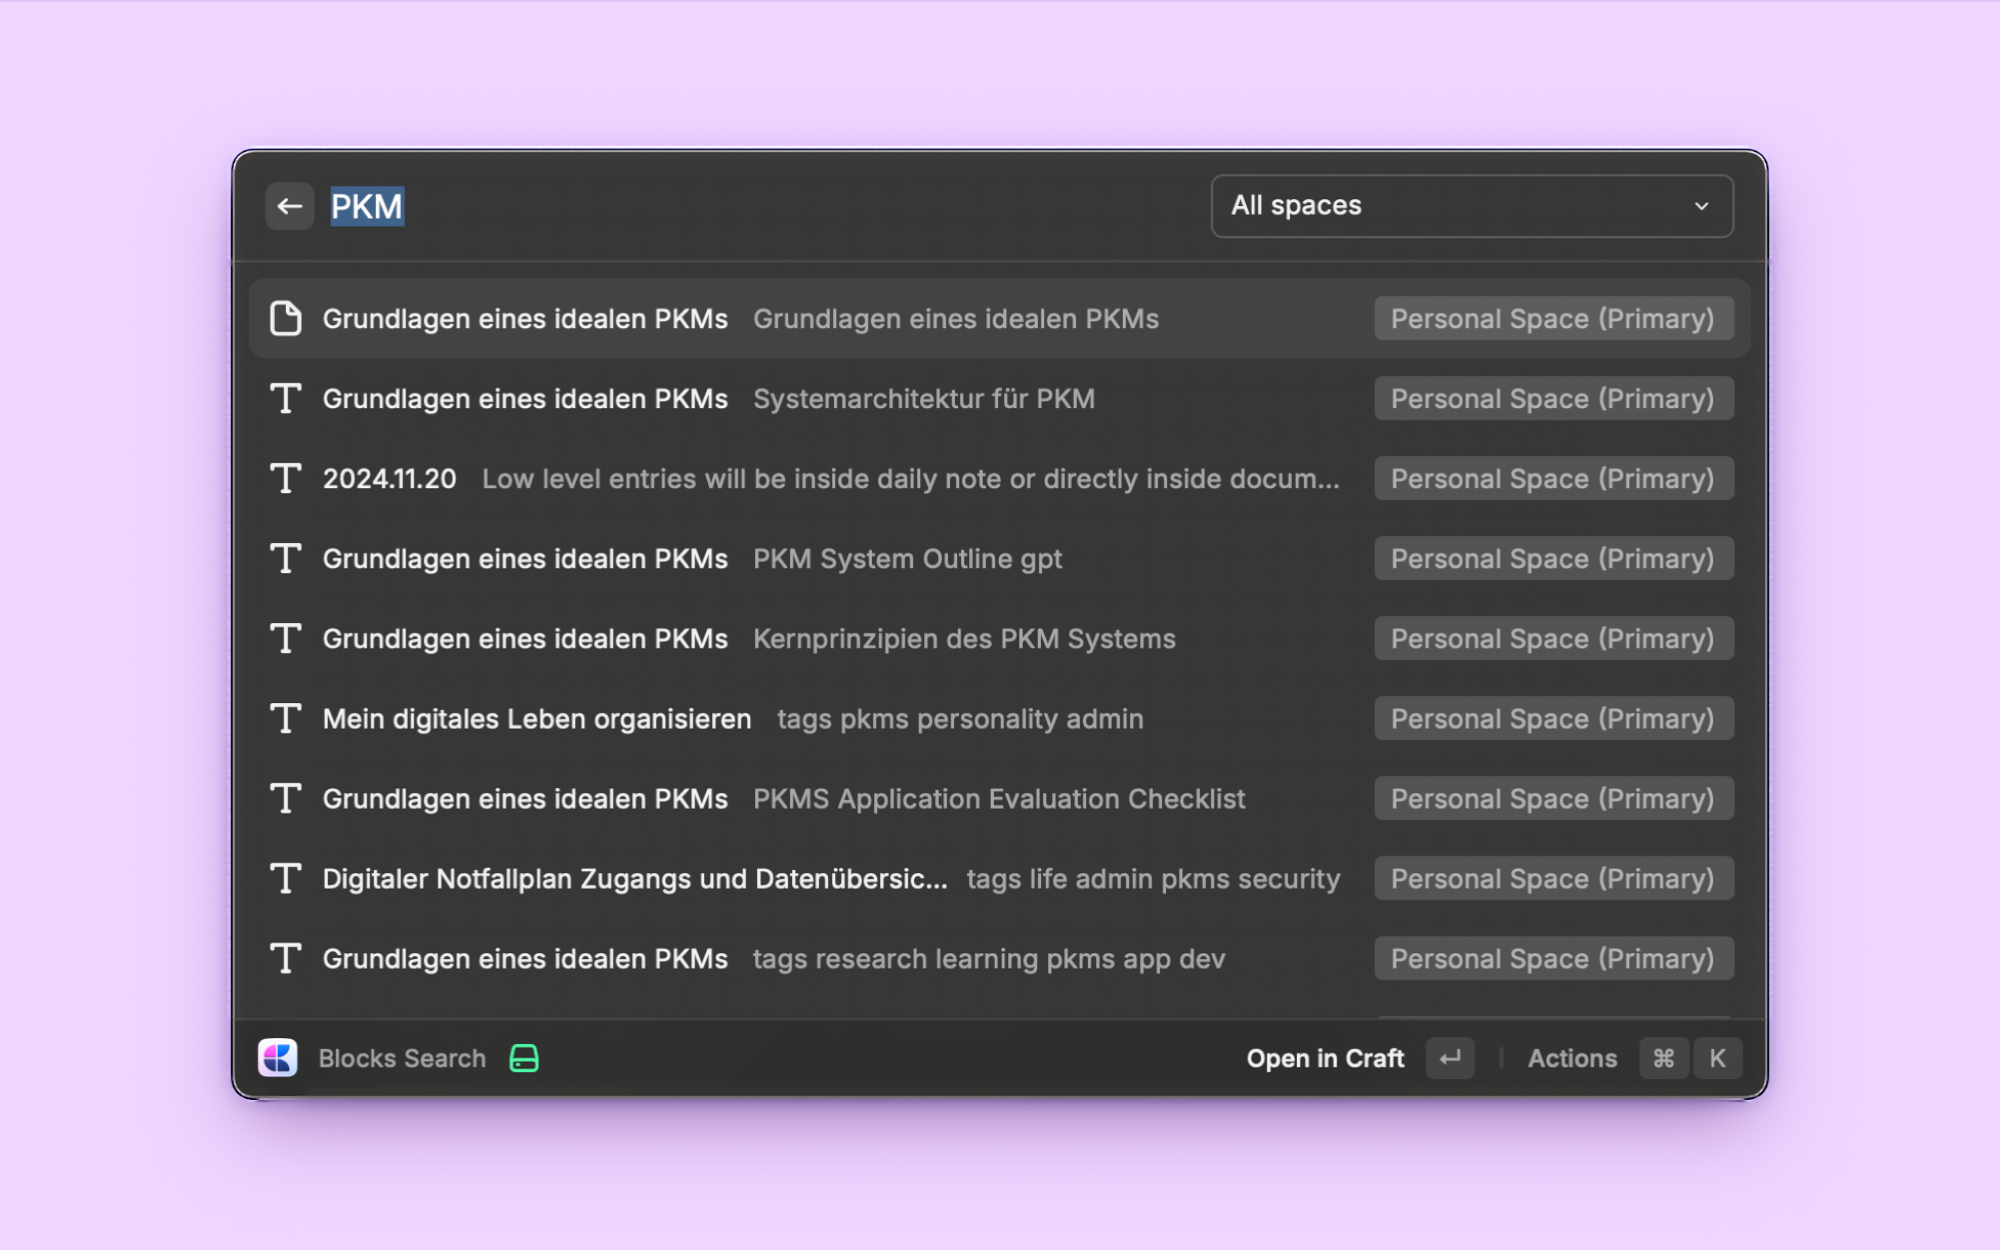 PKM All spaces
Grundlagen eines idealen PKMs Grundlagen eines idealen PKMs Personal Space (Primary)
Grundlagen eines idealen PKMs Systemarchitektur für PKM Personal Space (Primary)
2024.11.20 Low level entries will be inside daily note or directly inside docum... Personal Space (Primary)
Grundlagen eines idealen PKMs PKM System Outline gpt Personal Space (Primary)
Grundlagen eines idealen PKMs Kernprinzipien des PKM Systems Personal Space (Primary)
Mein digitales Leben organisieren tags pkms personality admin Personal Space (Primary)
Grundlagen eines idealen PKMs PKMS Application Evaluation Checklist Personal Space (Primary)
Digitaler Notfallplan Zugangs und Datenübersic... tags life admin pkms security Personal Space (Primary)
Grundlagen eines idealen PKMs tags research learning pkms app dev Personal Space (Primary)
Blocks Search Open in Craft ↵ Actions ⌘ K